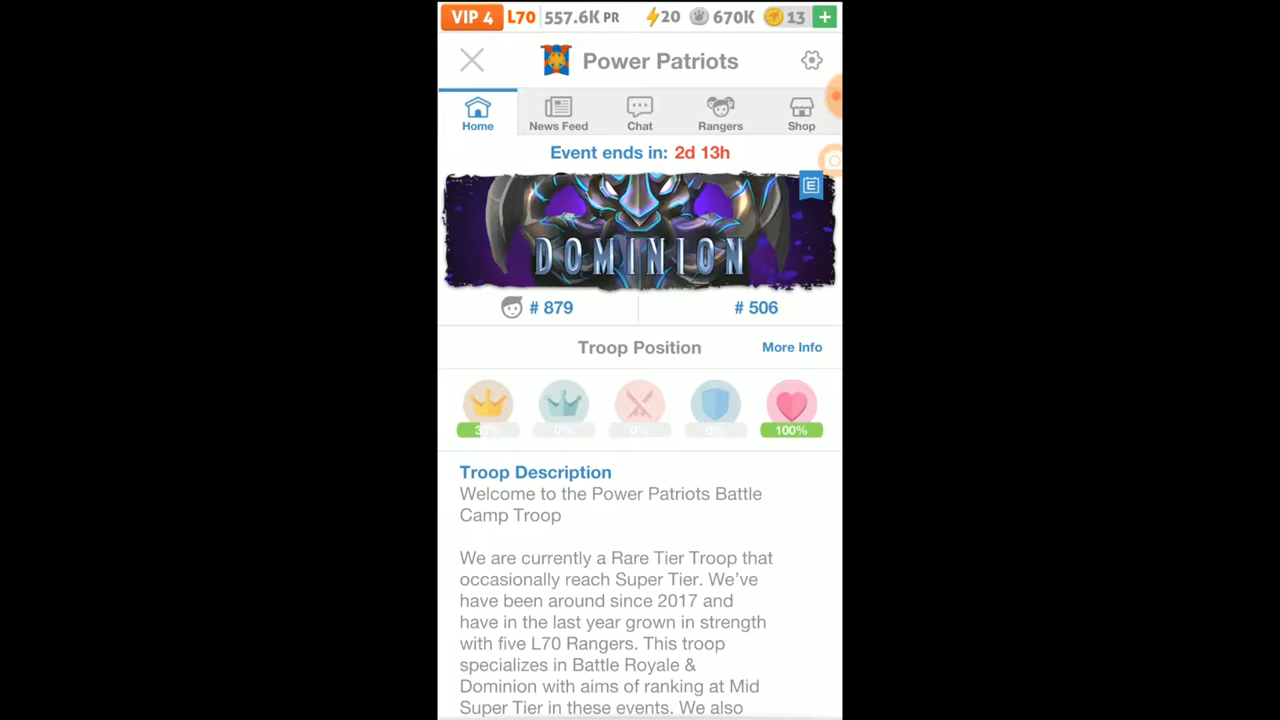 VIP 4 L70 557.6K PR 20 670K 13 +
Power Patriots
Home News Feed Chat Rangers Shop
Event ends in: 2d 13h
E
DOMINION
# 879 # 506
Troop Position More Info
0% 0% 0% 100%
Troop Description
Welcome to the Power Patriots Battle
Camp Troop
We are currently a Rare Tier Troop that
occasionally reach Super Tier. We've
have been around since 2017 and
have in the last year grown in strength
with five L70 Rangers. This troop
specializes in Battle Royale &
Dominion with aims of ranking at Mid
Super Tier in these events. We also